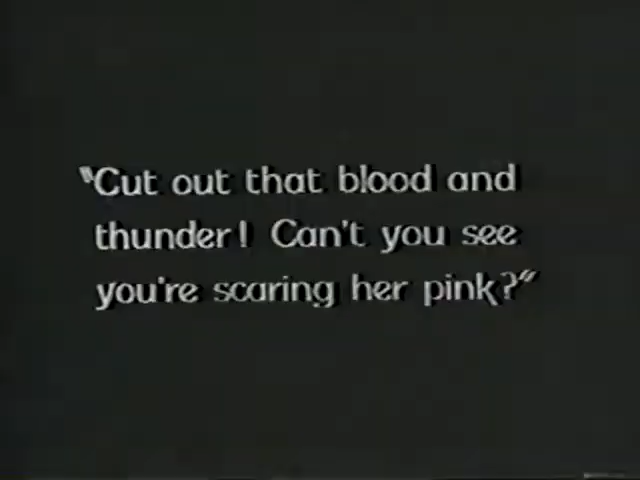 "Cut out that blood and
thunder! Can't you see
you're scaring her pink?"